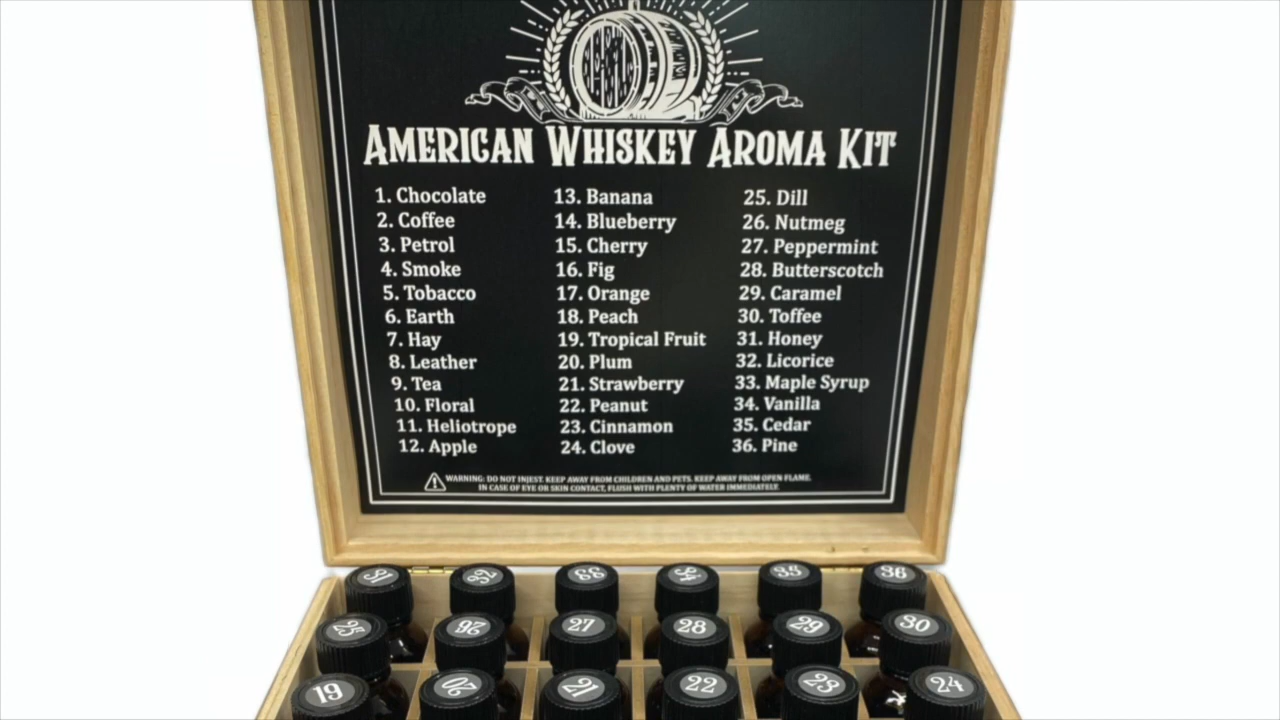 AMERICAN WHISKEY AROMA KIT
1. Chocolate
2. Coffee
3. Petrol
4. Smoke
5. Tobacco
6. Earth
7. Hay
8. Leather
9. Tea
10. Floral
11. Heliotrope
12. Apple
13. Banana
14. Blueberry
15. Cherry
16. Fig
17. Orange
18. Peach
19. Tropical Fruit
20. Plum
21. Strawberry
22. Peanut
23. Cinnamon
24. Clove
25. Dill
26. Nutmeg
27. Peppermint
28. Butterscotch
29. Caramel
30. Toffee
31. Honey
32. Licorice
33. Maple Syrup
34. Vanilla
35. Cedar
36. Pine
WARNING: DO NOT INJEST. KEEP AWAY FROM CHILDREN AND PETS. KEEP AWAY FROM OPEN FLAME.
IN CASE OF EYE OR SKIN CONTACT, FLUSH WITH PLENTY OF WATER IMMEDIATELY.
31 32 33 34 35 36
25 26 27 28 29 30
19 20 21 22 23 24